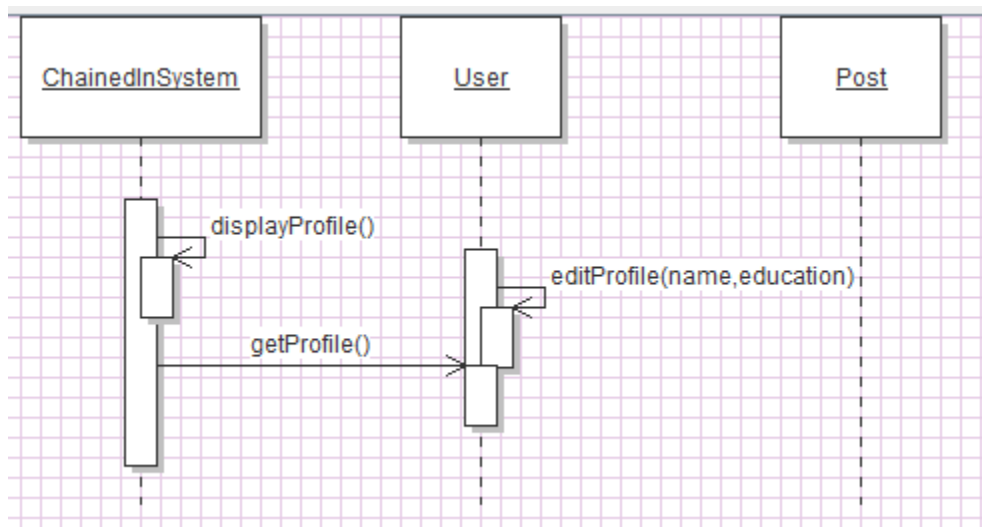 ChainedInSystem
User
Post
displayProfile()
editProfile(name,education)
getProfile()